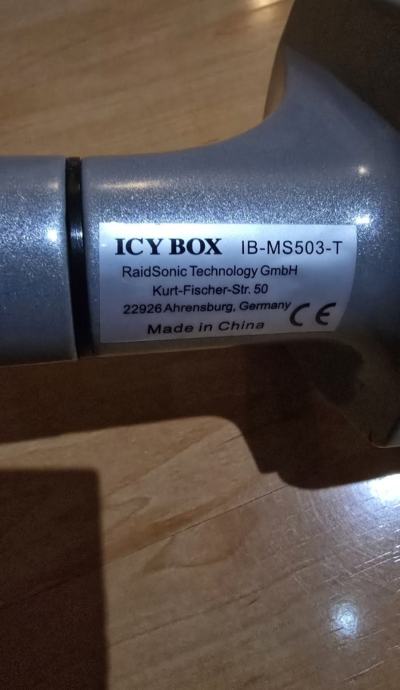 ICY BOX IB-MS503-T
RaidSonic Technology GmbH
Kurt-Fischer-Str. 50
22926 Ahrensburg, Germany
Made in China CE